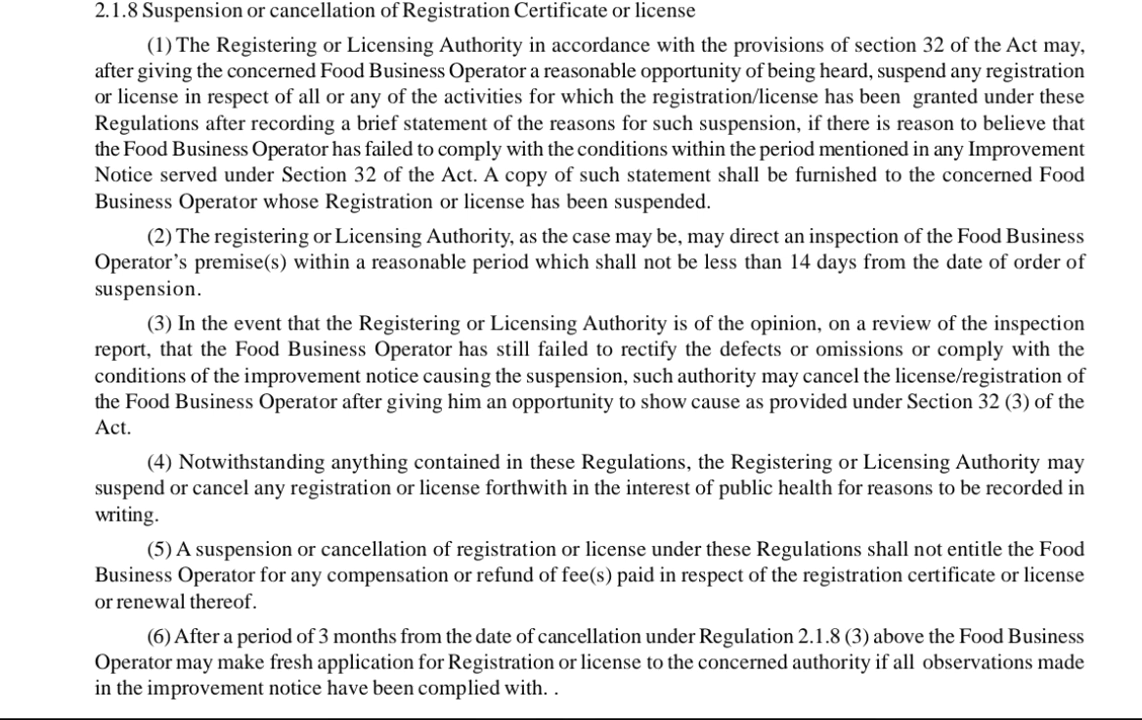 2.1.8 Suspension or cancellation of Registration Certificate or license
(1) The Registering or Licensing Authority in accordance with the provisions of section 32 of the Act may,
after giving the concerned Food Business Operator a reasonable opportunity of being heard, suspend any registration
or license in respect of all or any of the activities for which the registration/license has been granted under these
Regulations after recording a brief statement of the reasons for such suspension, if there is reason to believe that
the Food Business Operator has failed to comply with the conditions within the period mentioned in any Improvement
Notice served under Section 32 of the Act. A copy of such statement shall be furnished to the concerned Food
Business Operator whose Registration or license has been suspended.
(2) The registering or Licensing Authority, as the case may be, may direct an inspection of the Food Business
Operator’s premise(s) within a reasonable period which shall not be less than 14 days from the date of order of
suspension.
(3) In the event that the Registering or Licensing Authority is of the opinion, on a review of the inspection
report, that the Food Business Operator has still failed to rectify the defects or omissions or comply with the
conditions of the improvement notice causing the suspension, such authority may cancel the license/registration of
the Food Business Operator after giving him an opportunity to show cause as provided under Section 32 (3) of the
Act.
(4) Notwithstanding anything contained in these Regulations, the Registering or Licensing Authority may
suspend or cancel any registration or license forthwith in the interest of public health for reasons to be recorded in
writing.
(5) A suspension or cancellation of registration or license under these Regulations shall not entitle the Food
Business Operator for any compensation or refund of fee(s) paid in respect of the registration certificate or license
or renewal thereof.
(6) After a period of 3 months from the date of cancellation under Regulation 2.1.8 (3) above the Food Business
Operator may make fresh application for Registration or license to the concerned authority if all observations made
in the improvement notice have been complied with. .